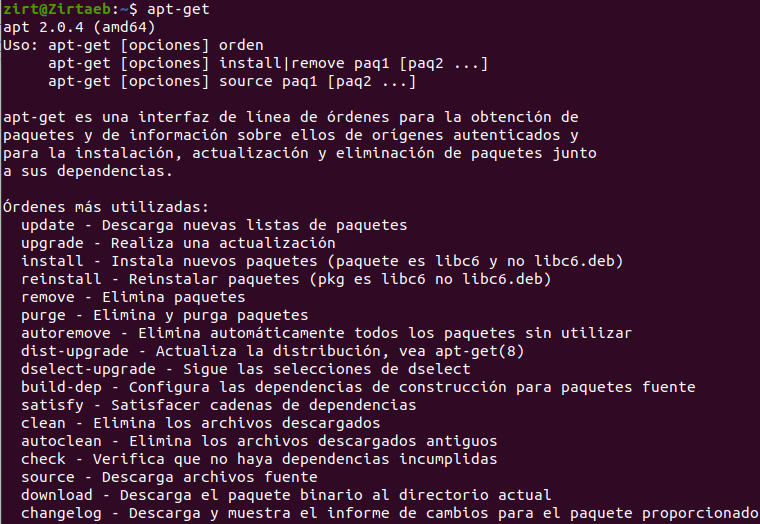 zirt@Zirtaeb:~$ apt-get
apt 2.0.4 (amd64)
Uso: apt-get [opciones] orden
     apt-get [opciones] install|remove paq1 [paq2 ...]
     apt-get [opciones] source paq1 [paq2 ...]

apt-get es una interfaz de línea de órdenes para la obtención de
paquetes y de información sobre ellos de orígenes autenticados y
para la instalación, actualización y eliminación de paquetes junto
a sus dependencias.

Órdenes más utilizadas:
  update - Descarga nuevas listas de paquetes
  upgrade - Realiza una actualización
  install - Instala nuevos paquetes (paquete es libc6 y no libc6.deb)
  reinstall - Reinstalar paquetes (pkg es libc6 no libc6.deb)
  remove - Elimina paquetes
  purge - Elimina y purga paquetes
  autoremove - Elimina automáticamente todos los paquetes sin utilizar
  dist-upgrade - Actualiza la distribución, vea apt-get(8)
  dselect-upgrade - Sigue las selecciones de dselect
  build-dep - Configura las dependencias de construcción para paquetes fuente
  satisfy - Satisfacer cadenas de dependencias
  clean - Elimina los archivos descargados
  autoclean - Elimina los archivos descargados antiguos
  check - Verifica que no haya dependencias incumplidas
  source - Descarga archivos fuente
  download - Descarga el paquete binario al directorio actual
  changelog - Descarga y muestra el informe de cambios para el paquete proporcionado